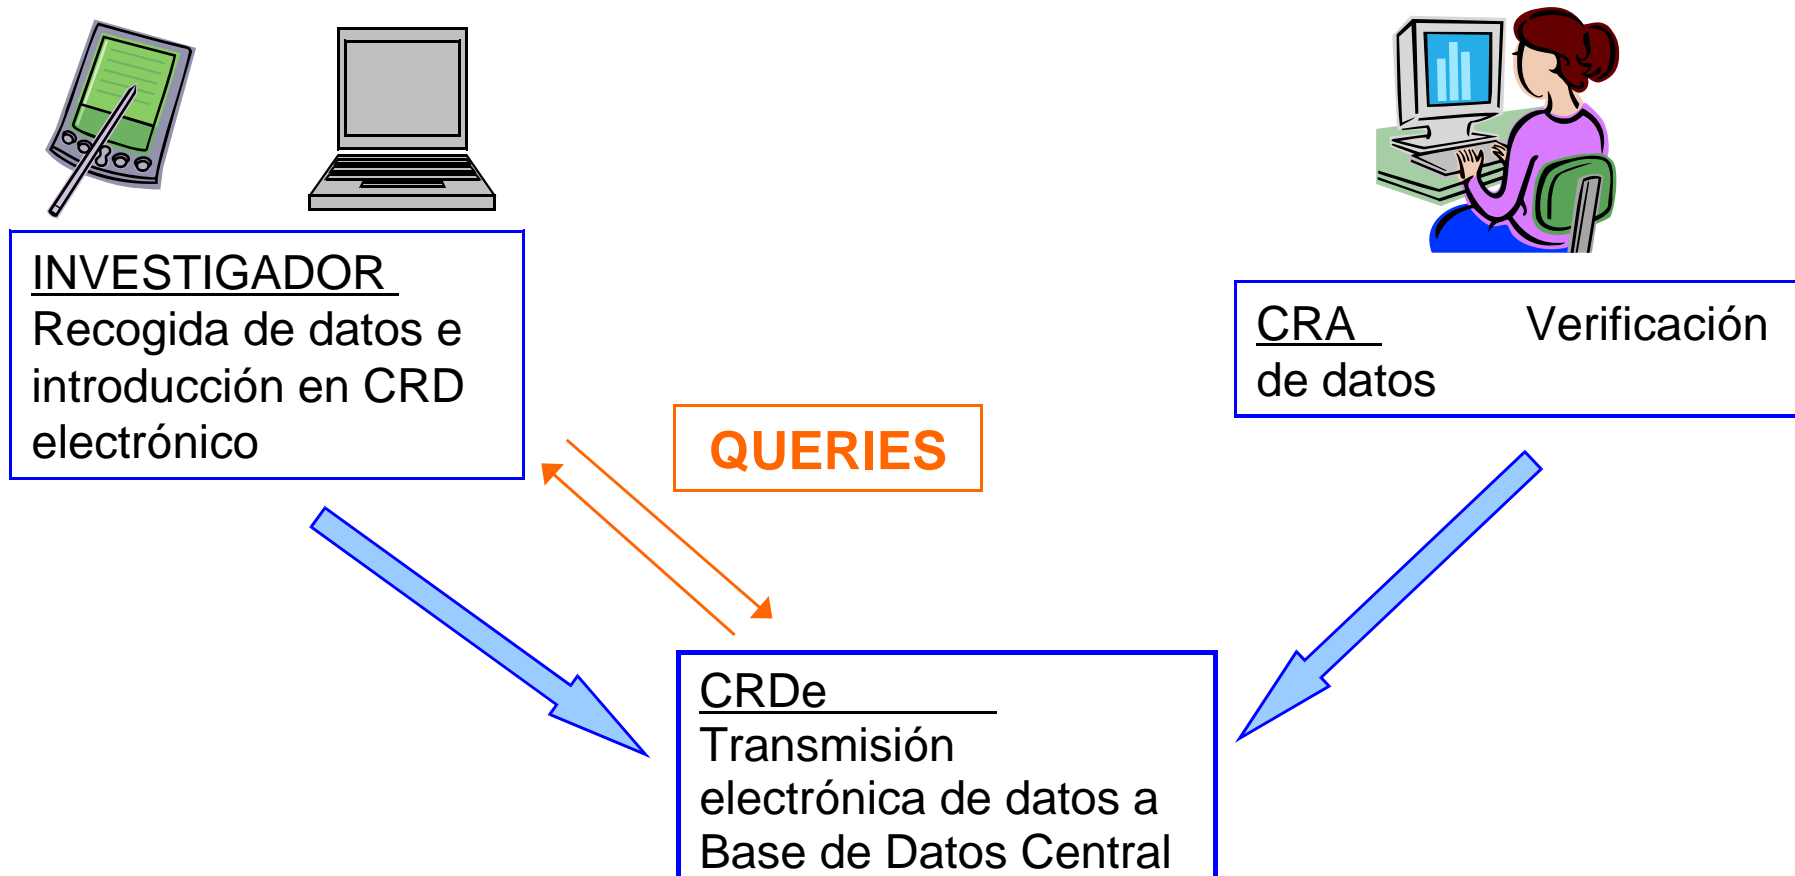 INVESTIGADOR
Recogida de datos e
introducción en CRD
electrónico
QUERIES
CRA Verificación
de datos
CRDe
Transmisión
electrónica de datos a
Base de Datos Central